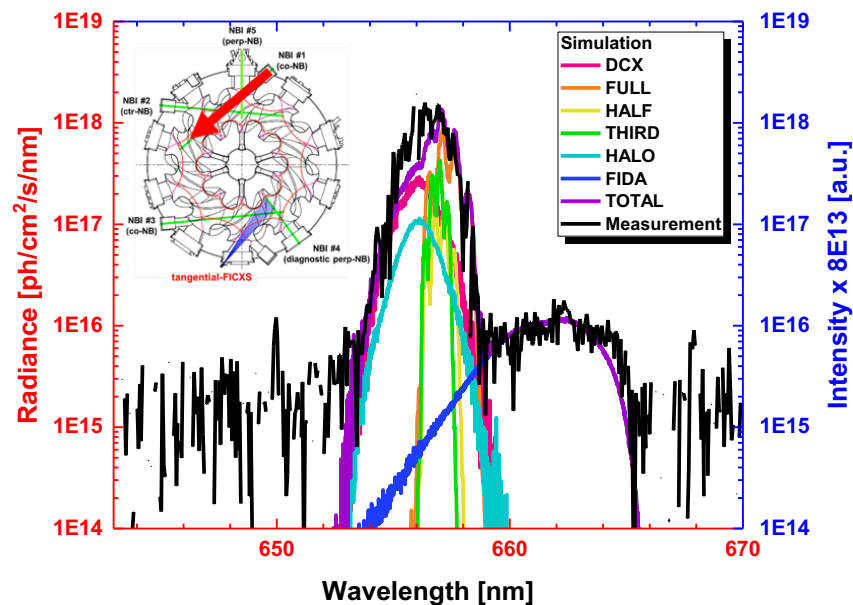 1E19
1E18
1E17
1E16
1E15
1E14
Radiance [ph/cm²/s/nm]
NBI #5
(perp-NB)
NBI #1
(co-NB)
NBI #2
(ctr-NB)
NBI #3
(co-NB)
NBI #4
(diagnostic perp-NB)
tangential-FICXS
Simulation
DCX
FULL
HALF
THIRD
HALO
FIDA
TOTAL
Measurement
1E19
1E18
1E17
1E16
1E15
1E14
Intensity x 8E13 [a.u.]
650
660
670
Wavelength [nm]